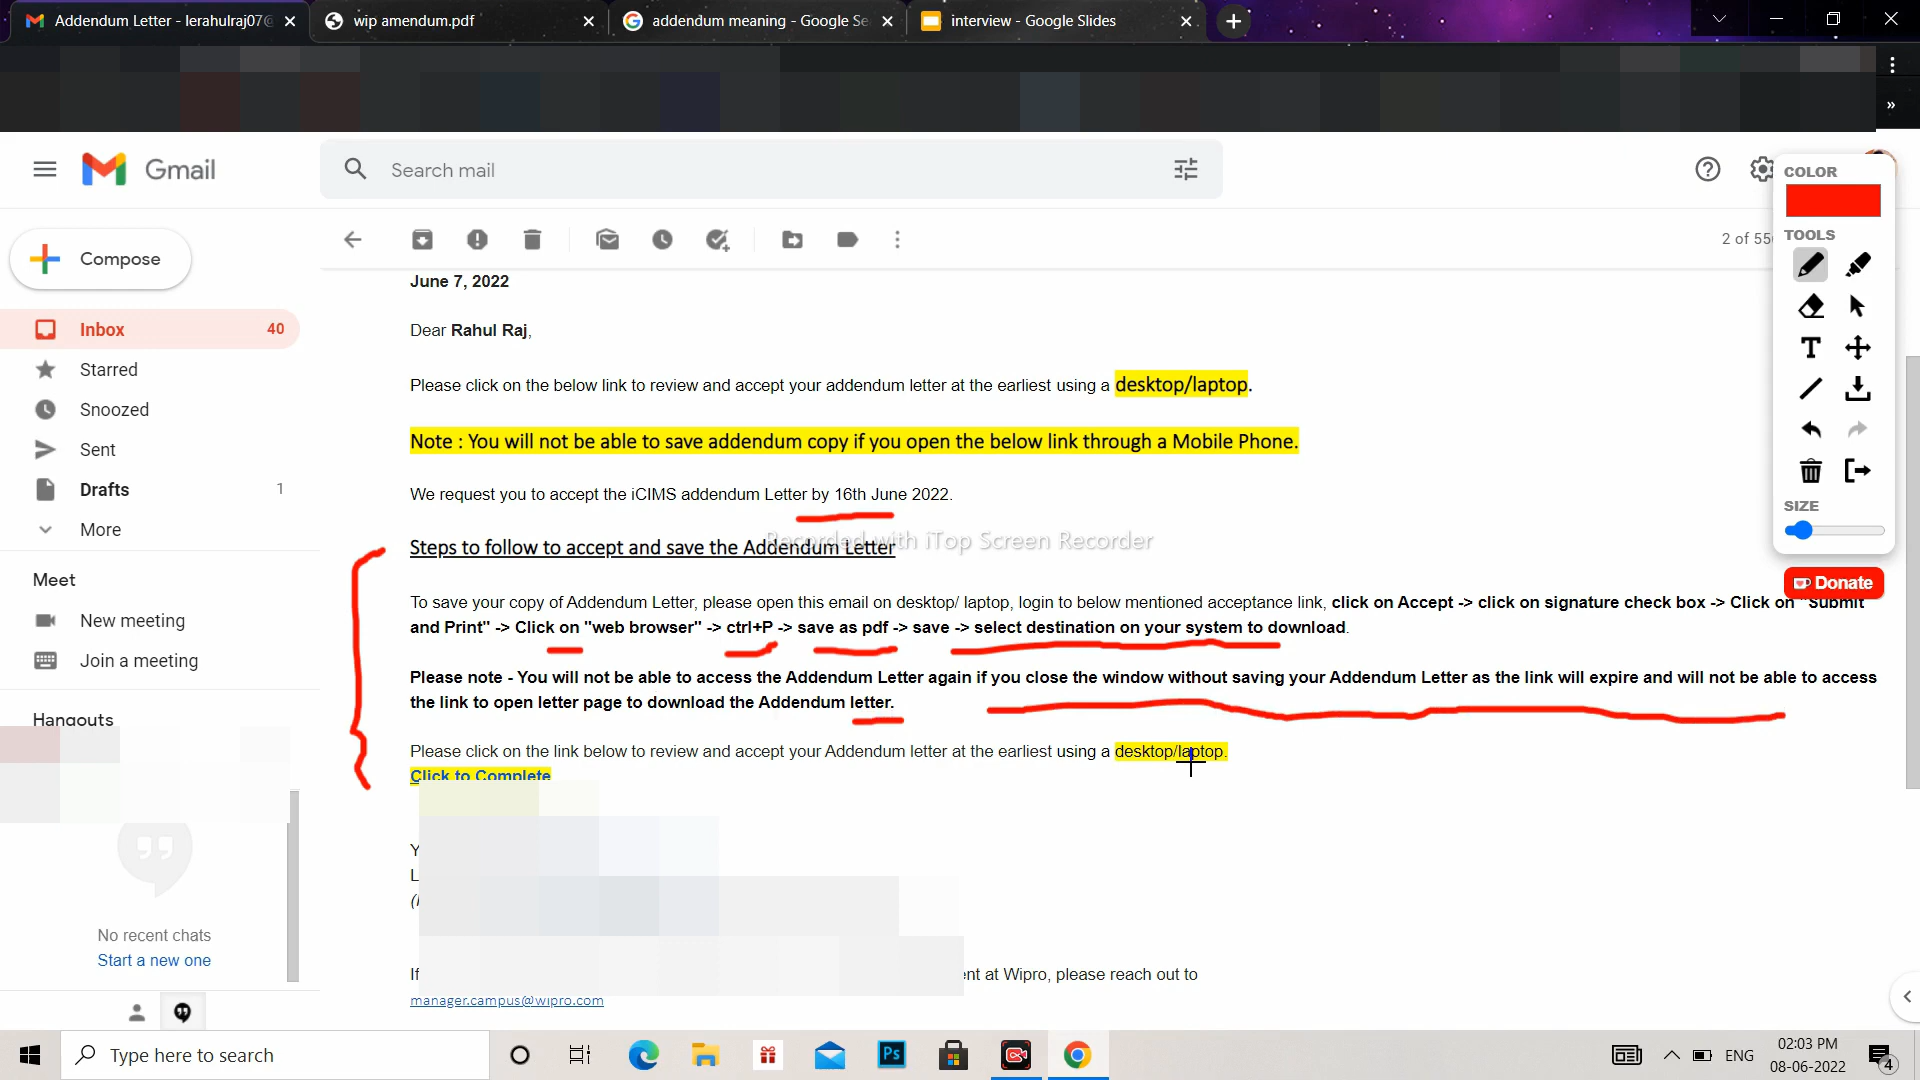 Addendum Letter - lerahulraj07@
wip amendum.pdf
addendum meaning - Google Se
interview - Google Slides
Gmail
Search mail
COLOR
TOOLS
SIZE
Donate
Compose
2 of 55
Inbox 40
Starred
Snoozed
Sent
Drafts 1
More
Meet
New meeting
Join a meeting
Hangouts
No recent chats
Start a new one
June 7, 2022
Dear Rahul Raj,
Please click on the below link to review and accept your addendum letter at the earliest using a desktop/laptop.
Note : You will not be able to save addendum copy if you open the below link through a Mobile Phone.
We request you to accept the iCIMS addendum Letter by 16th June 2022.
Recorded with iTop Screen Recorder
Steps to follow to accept and save the Addendum Letter
To save your copy of Addendum Letter, please open this email on desktop/ laptop, login to below mentioned acceptance link, click on Accept -> click on signature check box -> Click on "Submit
and Print" -> Click on "web browser" -> ctrl+P -> save as pdf -> save -> select destination on your system to download.
Please note - You will not be able to access the Addendum Letter again if you close the window without saving your Addendum Letter as the link will expire and will not be able to access
the link to open letter page to download the Addendum letter.
Please click on the link below to review and accept your Addendum letter at the earliest using a desktop/laptop.
Click to Complete
Y
L
If
nt at Wipro, please reach out to
manager.campus@wipro.com
Type here to search
Ps
ENG
02:03 PM
08-06-2022
4